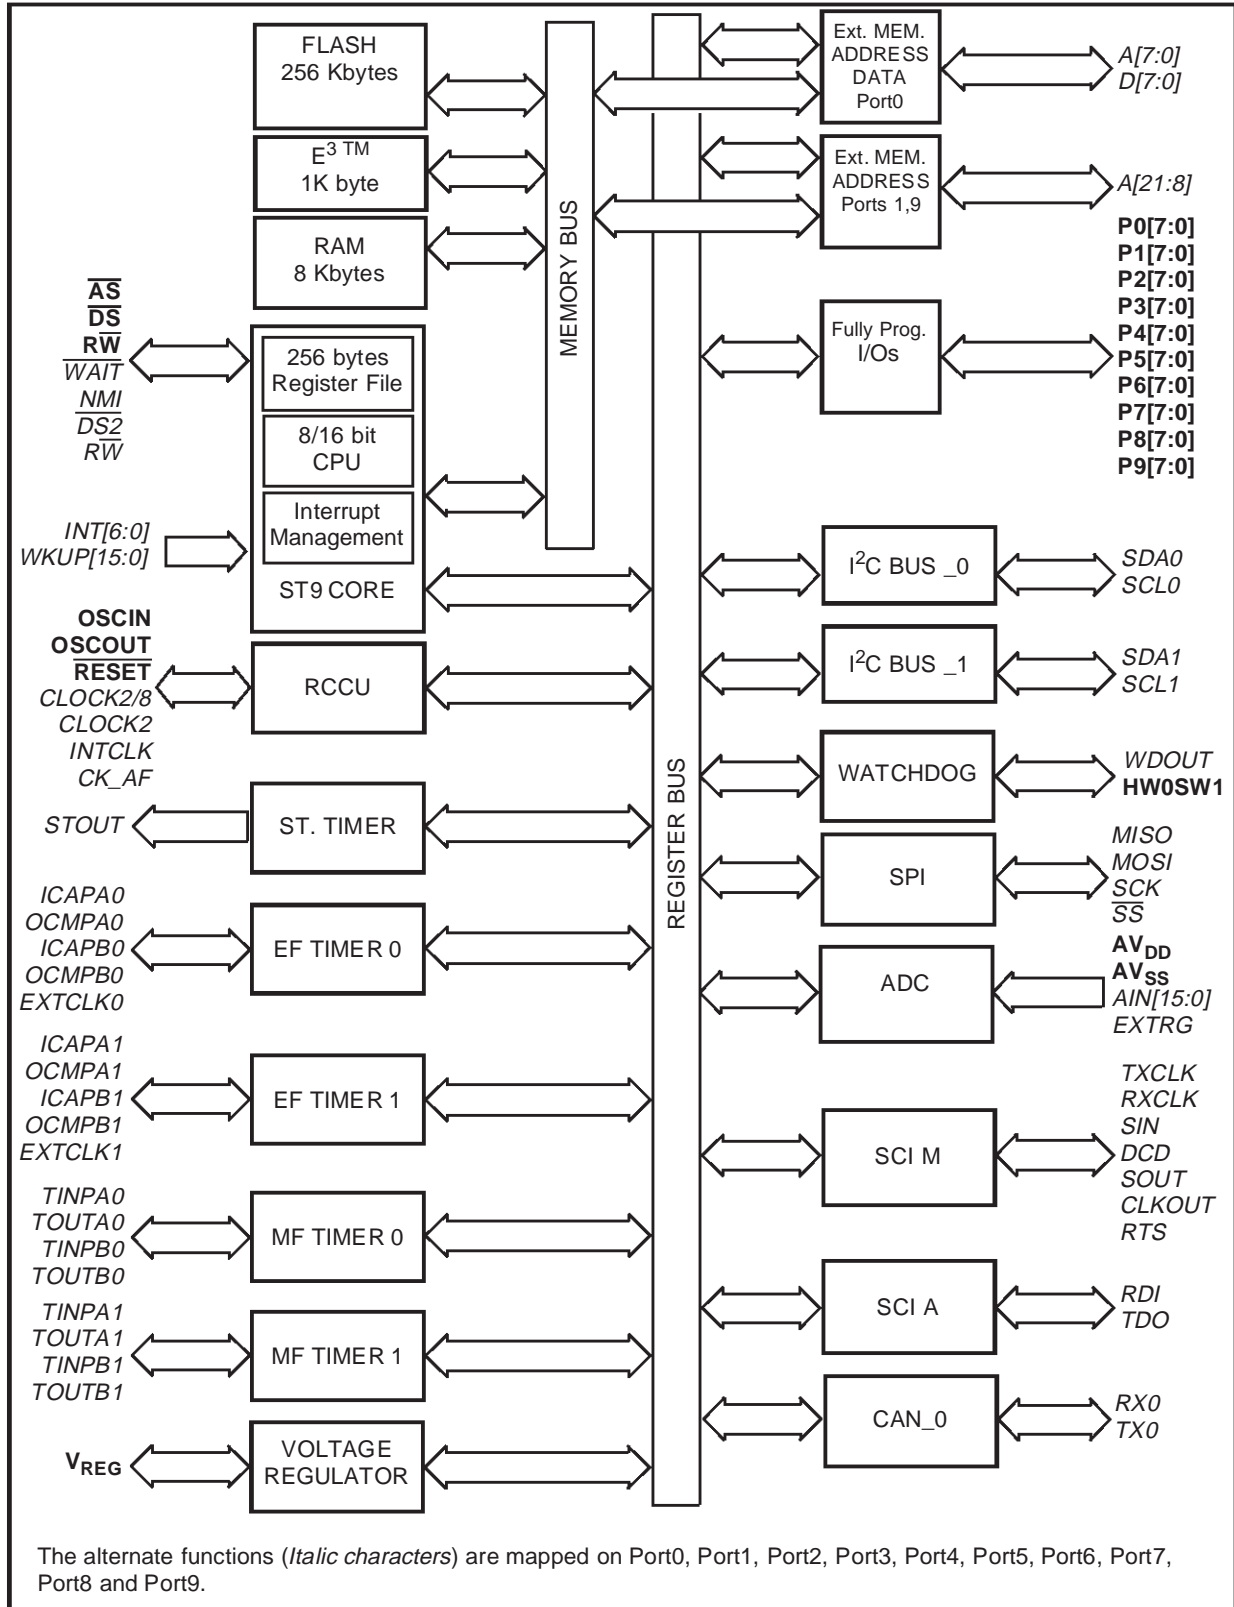 FLASH
256 Kbytes
E³ ™
1K byte
RAM
8 Kbytes
A̅S̅
D̅S̅
RW̅
W̅A̅I̅T̅
NMI
D̅S̅2̅
RW̅
256 bytes
Register File
8/16 bit
CPU
Interrupt
Management
ST9 CORE
INT[6:0]
WKUP[15:0]
OSCIN
OSCOUT
R̅E̅S̅E̅T̅
CLOCK2/8
CLOCK2
INTCLK
CK_AF
RCCU
STOUT
ST. TIMER
ICAPA0
OCMPA0
ICAPB0
OCMPB0
EXTCLK0
EF TIMER 0
ICAPA1
OCMPA1
ICAPB1
OCMPB1
EXTCLK1
EF TIMER 1
TINPA0
TOUTA0
TINPB0
TOUTB0
MF TIMER 0
TINPA1
TOUTA1
TINPB1
TOUTB1
MF TIMER 1
VREG
VOLTAGE
REGULATOR
MEMORY BUS
REGISTER BUS
Ext. MEM.
ADDRESS
DATA
Port0
A[7:0]
D[7:0]
Ext. MEM.
ADDRESS
Ports 1,9
A[21:8]
Fully Prog.
I/Os
P0[7:0]
P1[7:0]
P2[7:0]
P3[7:0]
P4[7:0]
P5[7:0]
P6[7:0]
P7[7:0]
P8[7:0]
P9[7:0]
I²C BUS _0
SDA0
SCL0
I²C BUS _1
SDA1
SCL1
WATCHDOG
WDOUT
HW0SW1
SPI
MISO
MOSI
SCK
S̅S̅
ADC
AVDD
AVSS
AIN[15:0]
EXTRG
SCI M
TXCLK
RXCLK
SIN
DCD
SOUT
CLKOUT
RTS
SCI A
RDI
TDO
CAN_0
RX0
TX0
The alternate functions (Italic characters) are mapped on Port0, Port1, Port2, Port3, Port4, Port5, Port6, Port7,
Port8 and Port9.